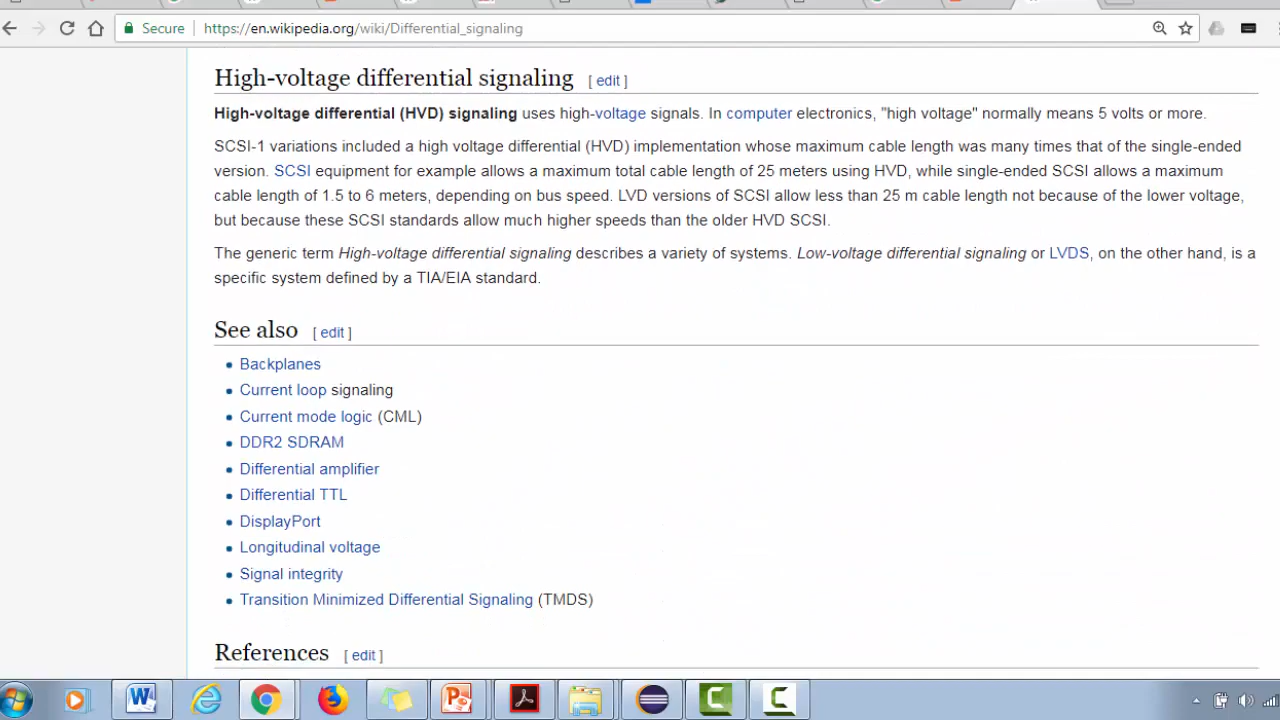 Secure
https://en.wikipedia.org/wiki/Differential_signaling
High-voltage differential signaling [ edit ]
High-voltage differential (HVD) signaling uses high-voltage signals. In computer electronics, "high voltage" normally means 5 volts or more.
SCSI-1 variations included a high voltage differential (HVD) implementation whose maximum cable length was many times that of the single-ended
version. SCSI equipment for example allows a maximum total cable length of 25 meters using HVD, while single-ended SCSI allows a maximum
cable length of 1.5 to 6 meters, depending on bus speed. LVD versions of SCSI allow less than 25 m cable length not because of the lower voltage,
but because these SCSI standards allow much higher speeds than the older HVD SCSI.
The generic term High-voltage differential signaling describes a variety of systems. Low-voltage differential signaling or LVDS, on the other hand, is a
specific system defined by a TIA/EIA standard.
See also [ edit ]
Backplanes
Current loop signaling
Current mode logic (CML)
DDR2 SDRAM
Differential amplifier
Differential TTL
DisplayPort
Longitudinal voltage
Signal integrity
Transition Minimized Differential Signaling (TMDS)
References [ edit ]